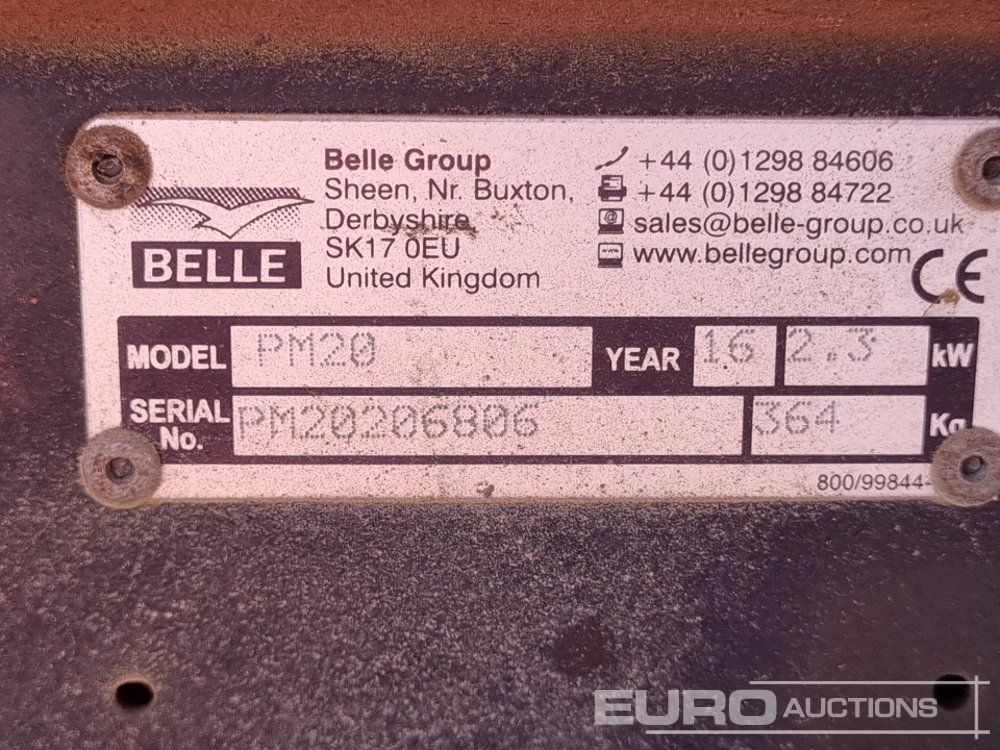 Belle Group
Sheen, Nr. Buxton,
Derbyshire
SK17 0EU
United Kingdom
+44 (0)1298 84606
+44 (0)1298 84722
sales@belle-group.co.uk
www.bellegroup.com
BELLE
CE
MODEL PM20 YEAR 16 2.3 kW
SERIAL No. PM20206806 364 Kg
800/99844-
EURO AUCTIONS